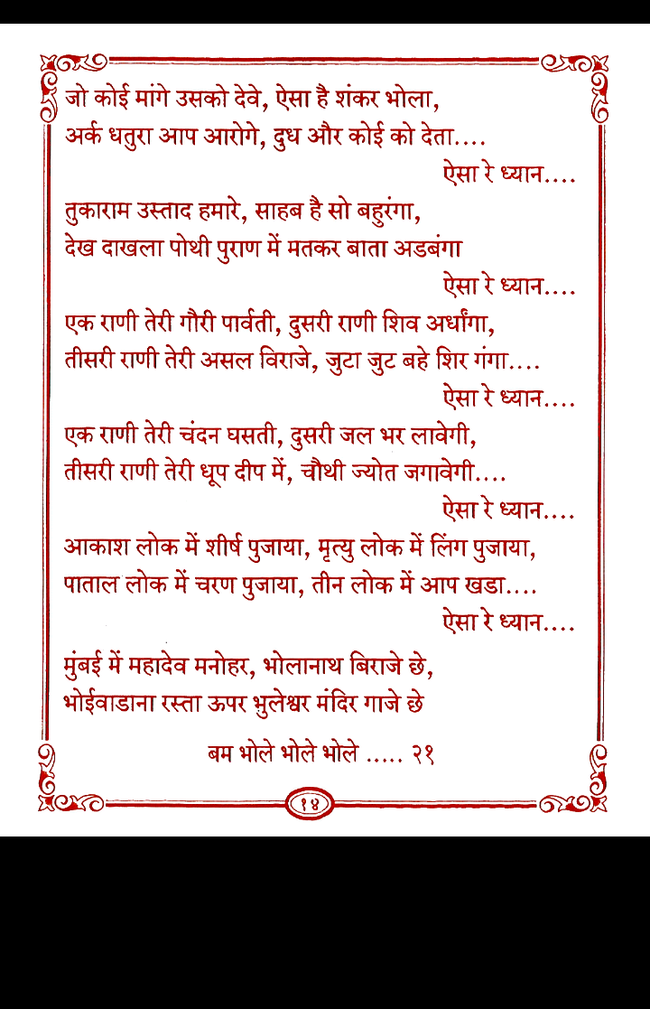 जो कोई मांगे उसको देवे, ऐसा है शंकर भोला,
अर्क धतुरा आप आरोगे, दुध और कोई को देता....
ऐसा रे ध्यान....
तुकाराम उस्ताद हमारे, साहब है सो बहुरंगा,
देख दाखला पोथी पुराण में मतकर बाता अडबंगा
ऐसा रे ध्यान....
एक राणी तेरी गौरी पार्वती, दुसरी राणी शिव अर्धांगा,
तीसरी राणी तेरी असल विराजे, जुटा जुट बहे शिर गंगा....
ऐसा रे ध्यान....
एक राणी तेरी चंदन घसती, दुसरी जल भर लावेगी,
तीसरी राणी तेरी धूप दीप में, चौथी ज्योत जगावेगी....
ऐसा रे ध्यान....
आकाश लोक में शीर्ष पुजाया, मृत्यु लोक में लिंग पुजाया,
पाताल लोक में चरण पुजाया, तीन लोक में आप खडा....
ऐसा रे ध्यान....
मुंबई में महादेव मनोहर, भोलानाथ बिराजे छे,
भोईवाडाना रस्ता ऊपर भुलेश्वर मंदिर गाजे छे
बम भोले भोले भोले ..... २१
१४